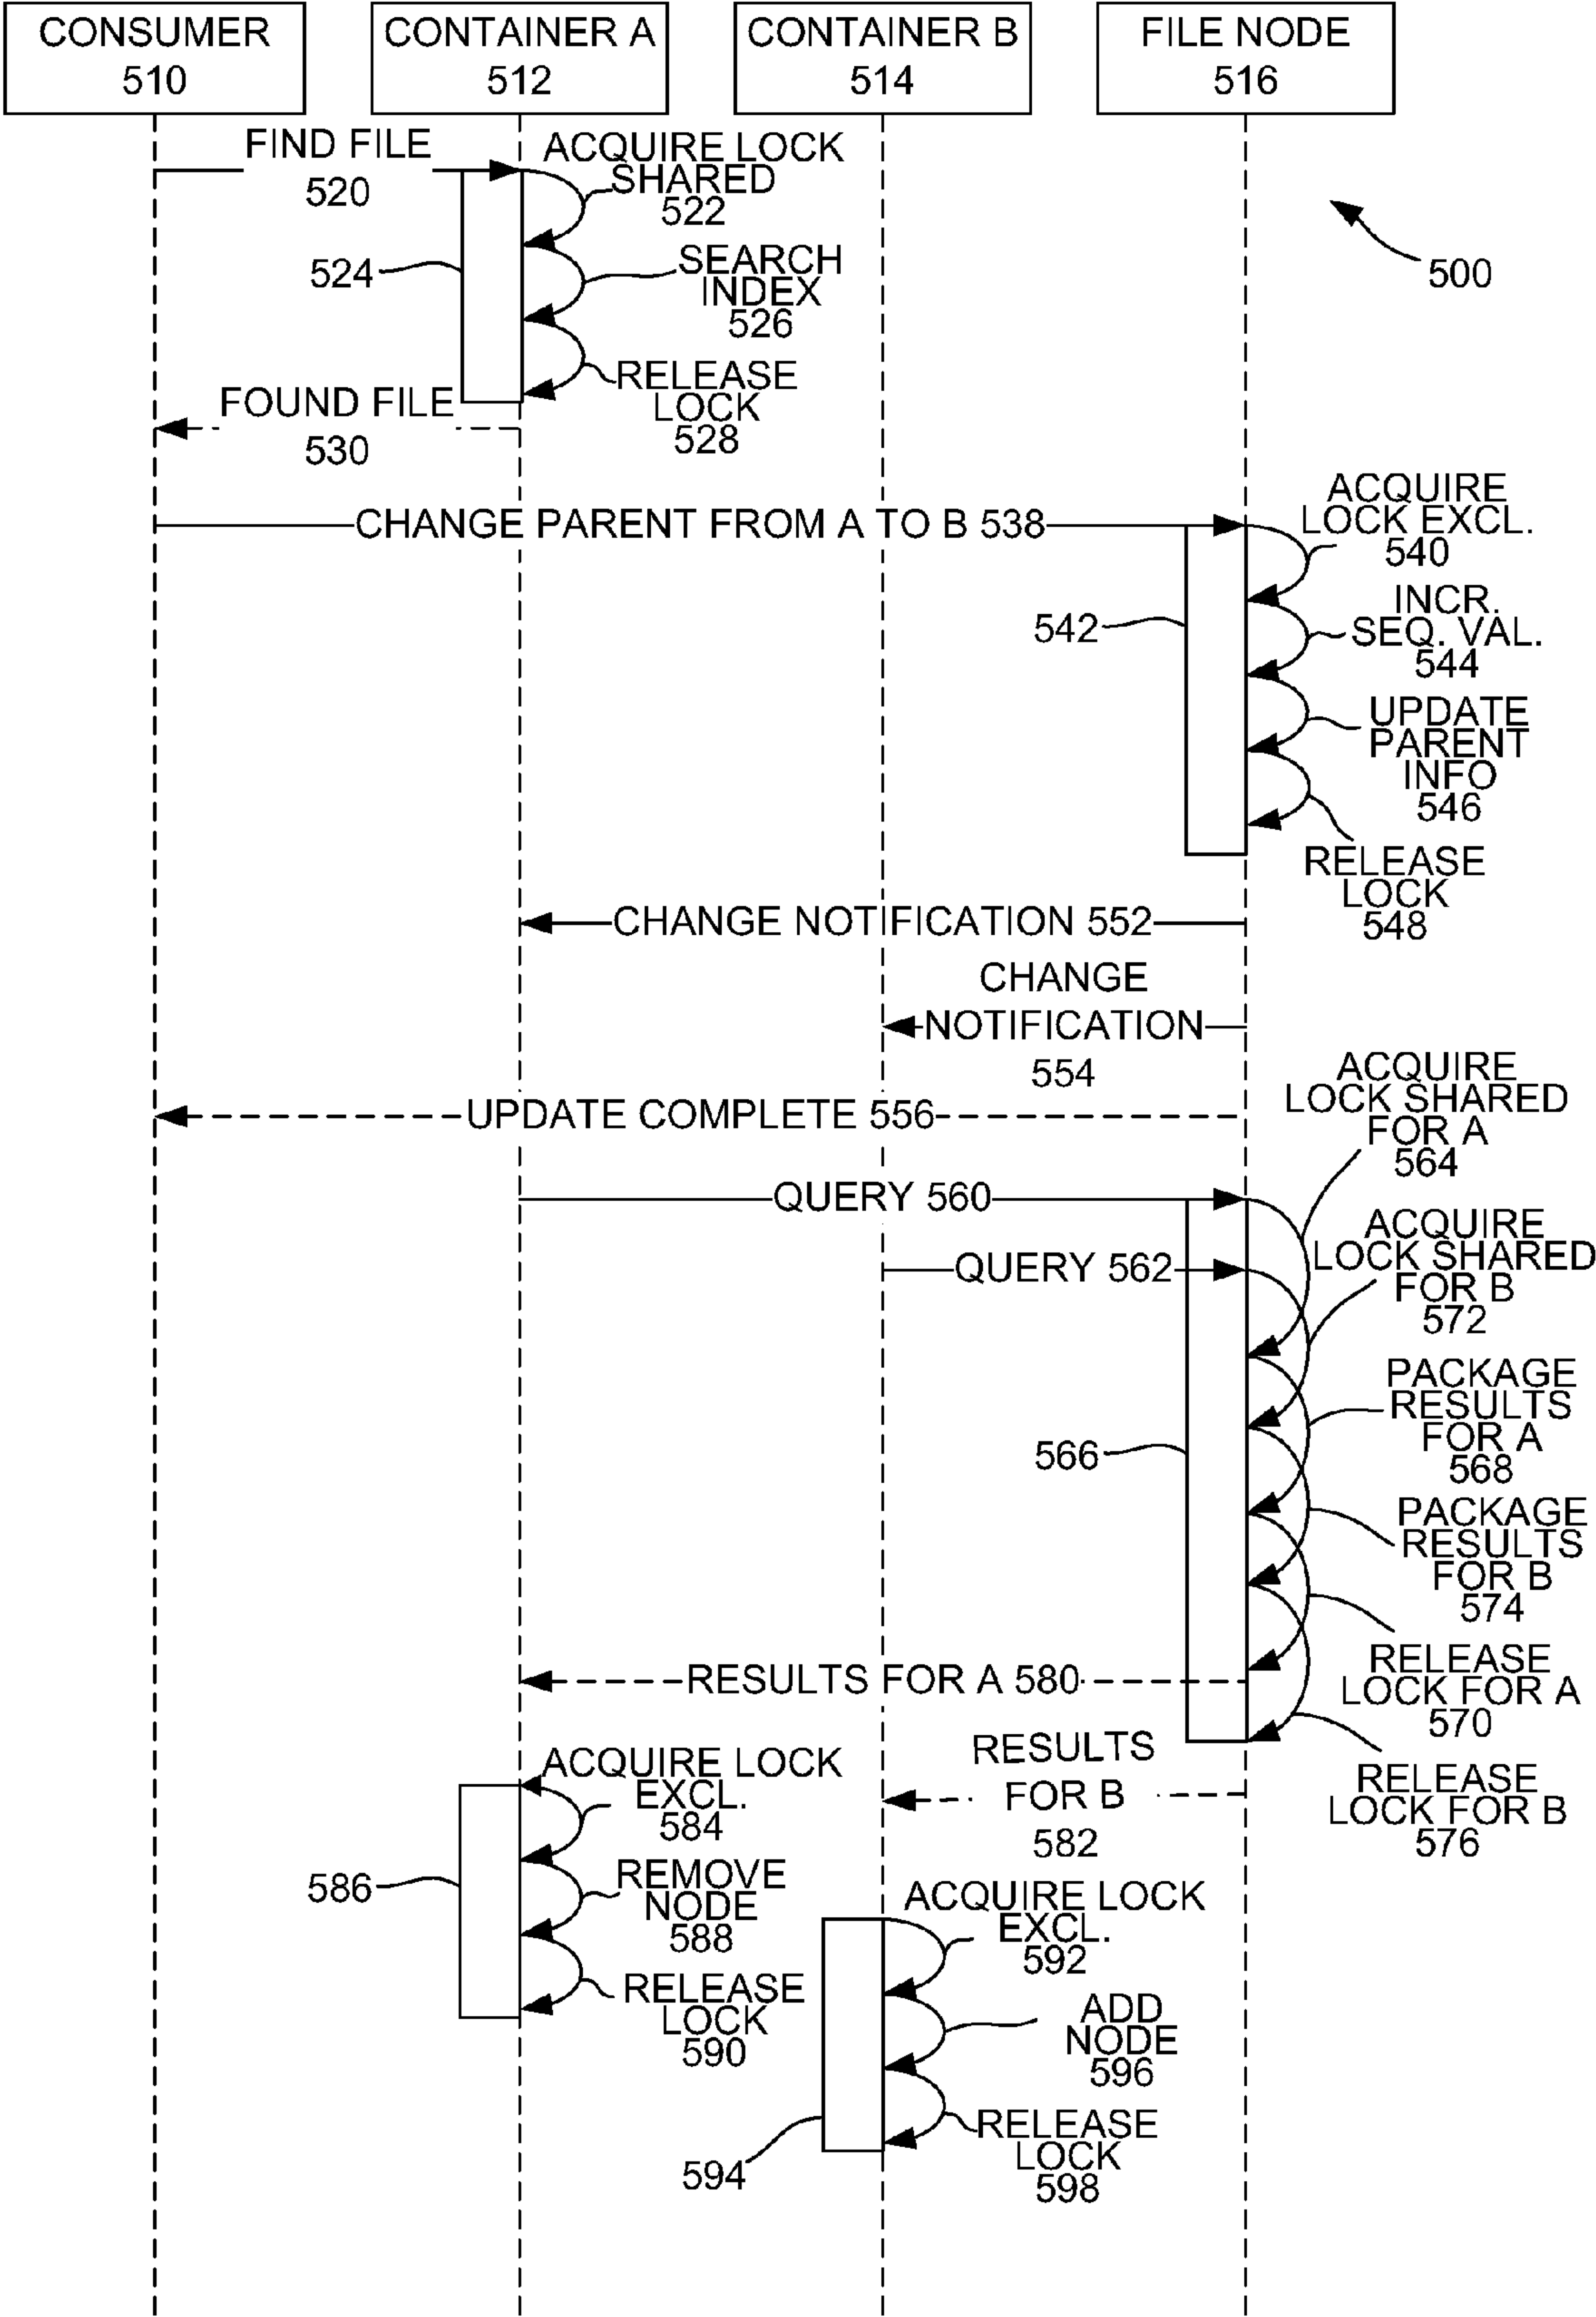 CONSUMER
510
CONTAINER A
512
CONTAINER B
514
FILE NODE
516
FIND FILE
520
ACQUIRE LOCK
SHARED
522
524
SEARCH
INDEX
526
500
RELEASE
LOCK
528
FOUND FILE
530
CHANGE PARENT FROM A TO B 538
ACQUIRE
LOCK EXCL.
540
542
INCR.
SEQ. VAL.
544
UPDATE
PARENT
INFO
546
RELEASE
LOCK
548
CHANGE NOTIFICATION 552
CHANGE
NOTIFICATION
554
UPDATE COMPLETE 556
ACQUIRE
LOCK SHARED
FOR A
564
QUERY 560
QUERY 562
ACQUIRE
LOCK SHARED
FOR B
572
566
PACKAGE
RESULTS
FOR A
568
PACKAGE
RESULTS
FOR B
574
RESULTS FOR A 580
RELEASE
LOCK FOR A
570
RESULTS
FOR B
582
RELEASE
LOCK FOR B
576
ACQUIRE LOCK
EXCL.
584
586
REMOVE
NODE
588
RELEASE
LOCK
590
ACQUIRE LOCK
EXCL.
592
ADD
NODE
596
594
RELEASE
LOCK
598